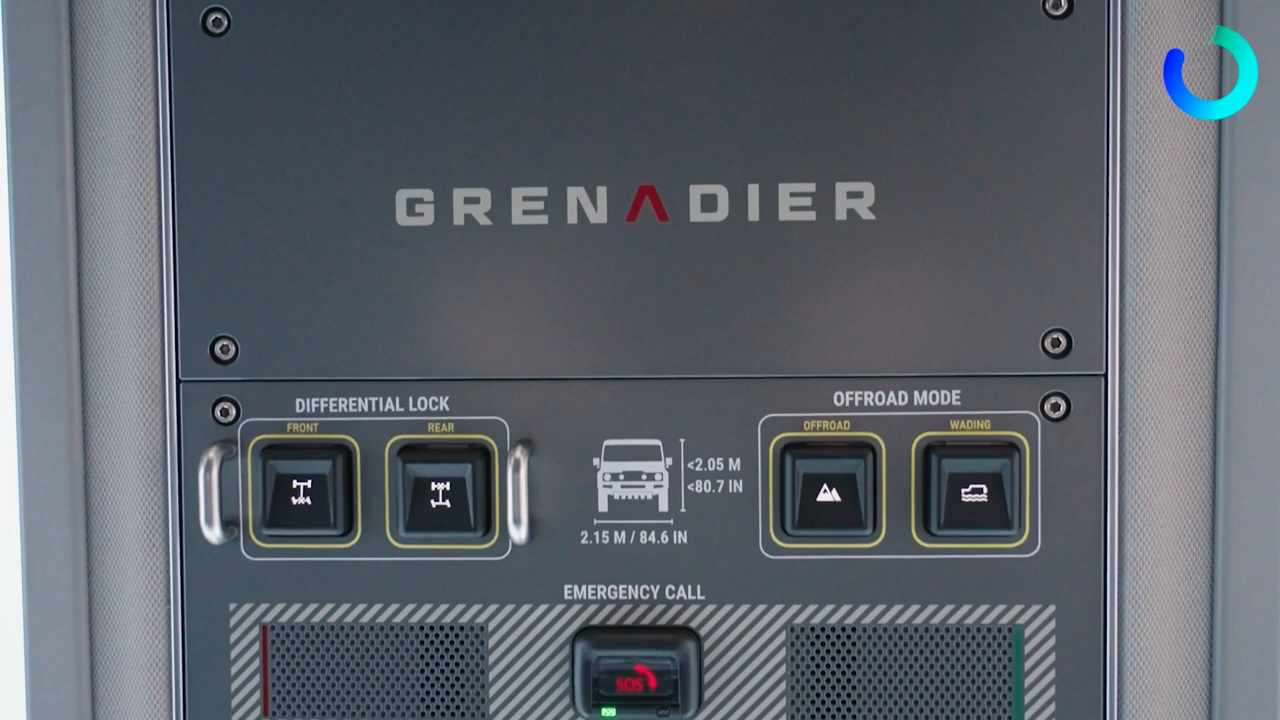 GRENADIER
DIFFERENTIAL LOCK
FRONT
REAR
<2.05 M
<80.7 IN
2.15 M / 84.6 IN
OFFROAD MODE
OFFROAD
WADING
EMERGENCY CALL
SOS